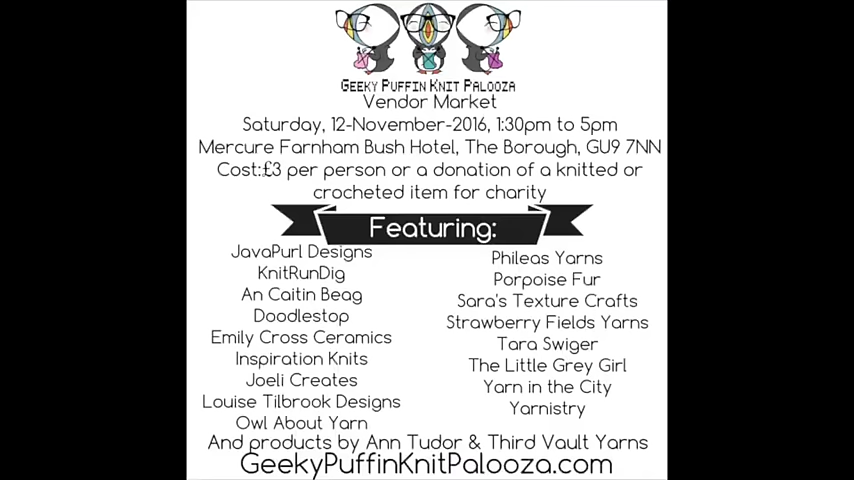 GEEKY PUFFIN KNIT PALOOZA
Vendor Market
Saturday, 12-November-2016, 1:30pm to 5pm
Mercure Farnham Bush Hotel, The Borough, GU9 7NN
Cost:£3 per person or a donation of a knitted or
crocheted item for charity
Featuring:
JavaPurl Designs
KnitRunDig
An Caitin Beag
Doodlestop
Emily Cross Ceramics
Inspiration Knits
Joeli Creates
Louise Tilbrook Designs
Owl About Yarn
Phileas Yarns
Porpoise Fur
Sara's Texture Crafts
Strawberry Fields Yarns
Tara Swiger
The Little Grey Girl
Yarn in the City
Yarnistry
And products by Ann Tudor & Third Vault Yarns
GeekyPuffinKnitPalooza.com